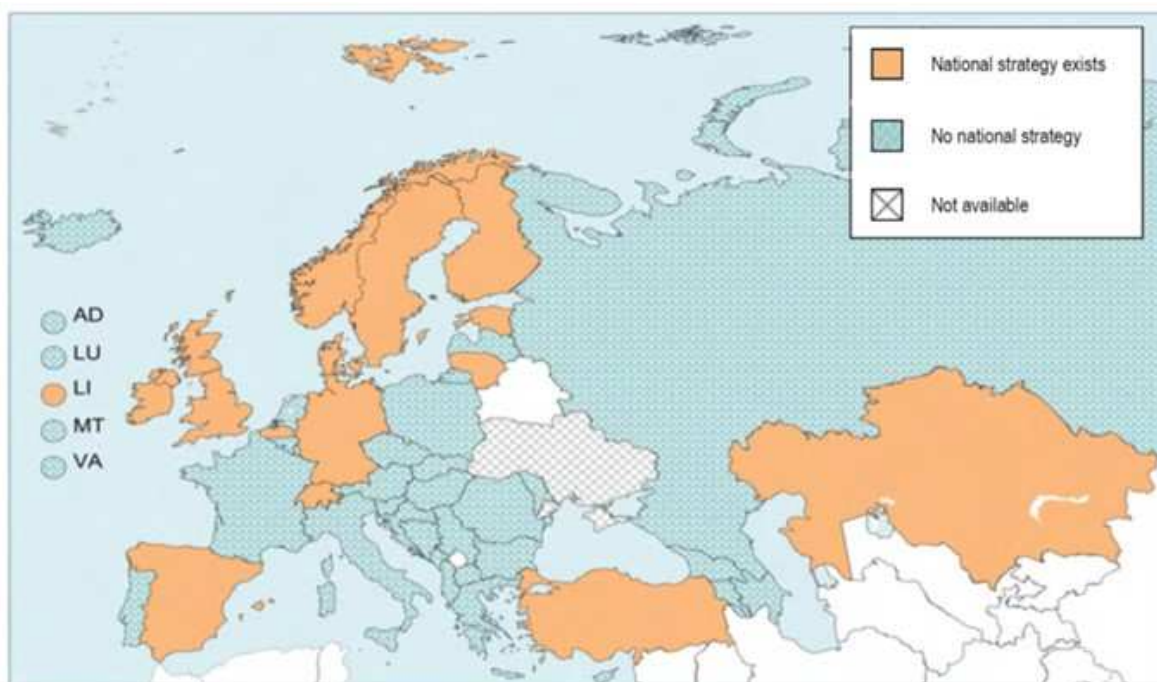 National strategy exists
No national strategy
Not available
AD
LU
LI
MT
VA